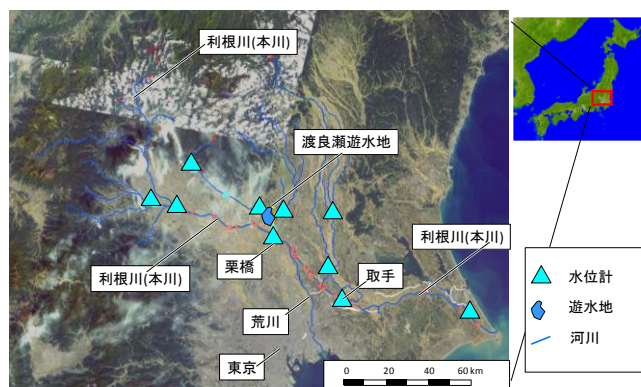 利根川(本川)
渡良瀬遊水地
利根川(本川)
利根川(本川)
栗橋
取手
荒川
東京
水位計
遊水地
河川
0 20 40 60 km